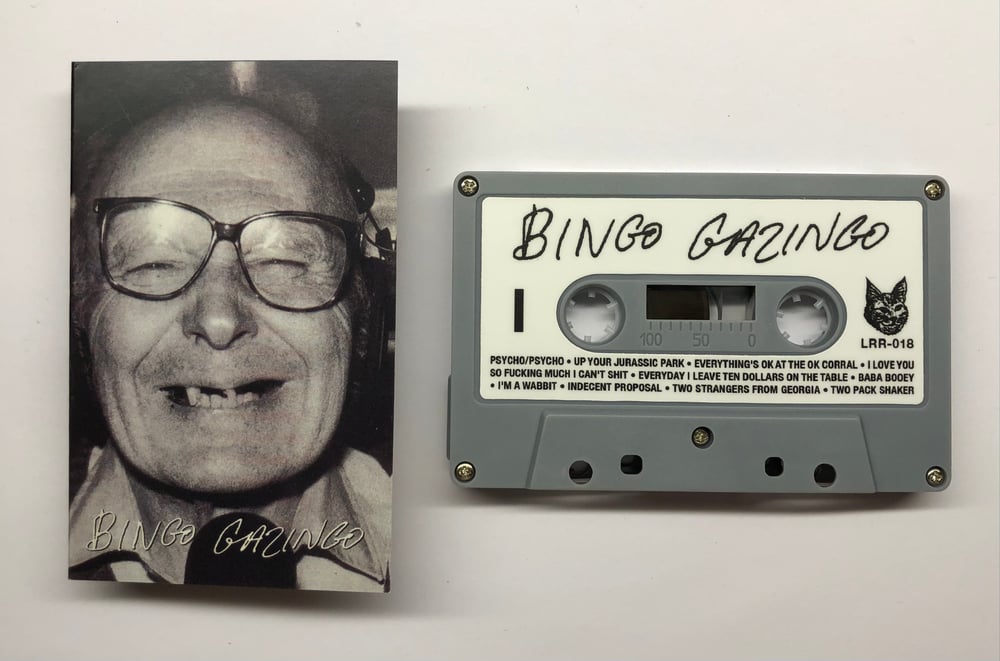 BINGO GAZINGO
BINGO GAZINGO
I
100 50 0
LRR-018
PSYCHO/PSYCHO • UP YOUR JURASSIC PARK • EVERYTHING'S OK AT THE OK CORRAL • I LOVE YOU
SO FUCKING MUCH I CAN'T SHIT • EVERYDAY I LEAVE TEN DOLLARS ON THE TABLE • BABA BOOEY
• I'M A WABBIT • INDECENT PROPOSAL • TWO STRANGERS FROM GEORGIA • TWO PACK SHAKER